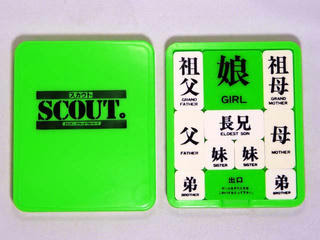 スカウト
SCOUT.
祖父
GRAND
FATHER
娘
GIRL
祖母
GRAND
MOTHER
父
FATHER
長兄
ELDEST SON
母
MOTHER
妹
SISTER
妹
SISTER
弟
BROTHER
弟
BROTHER
出口